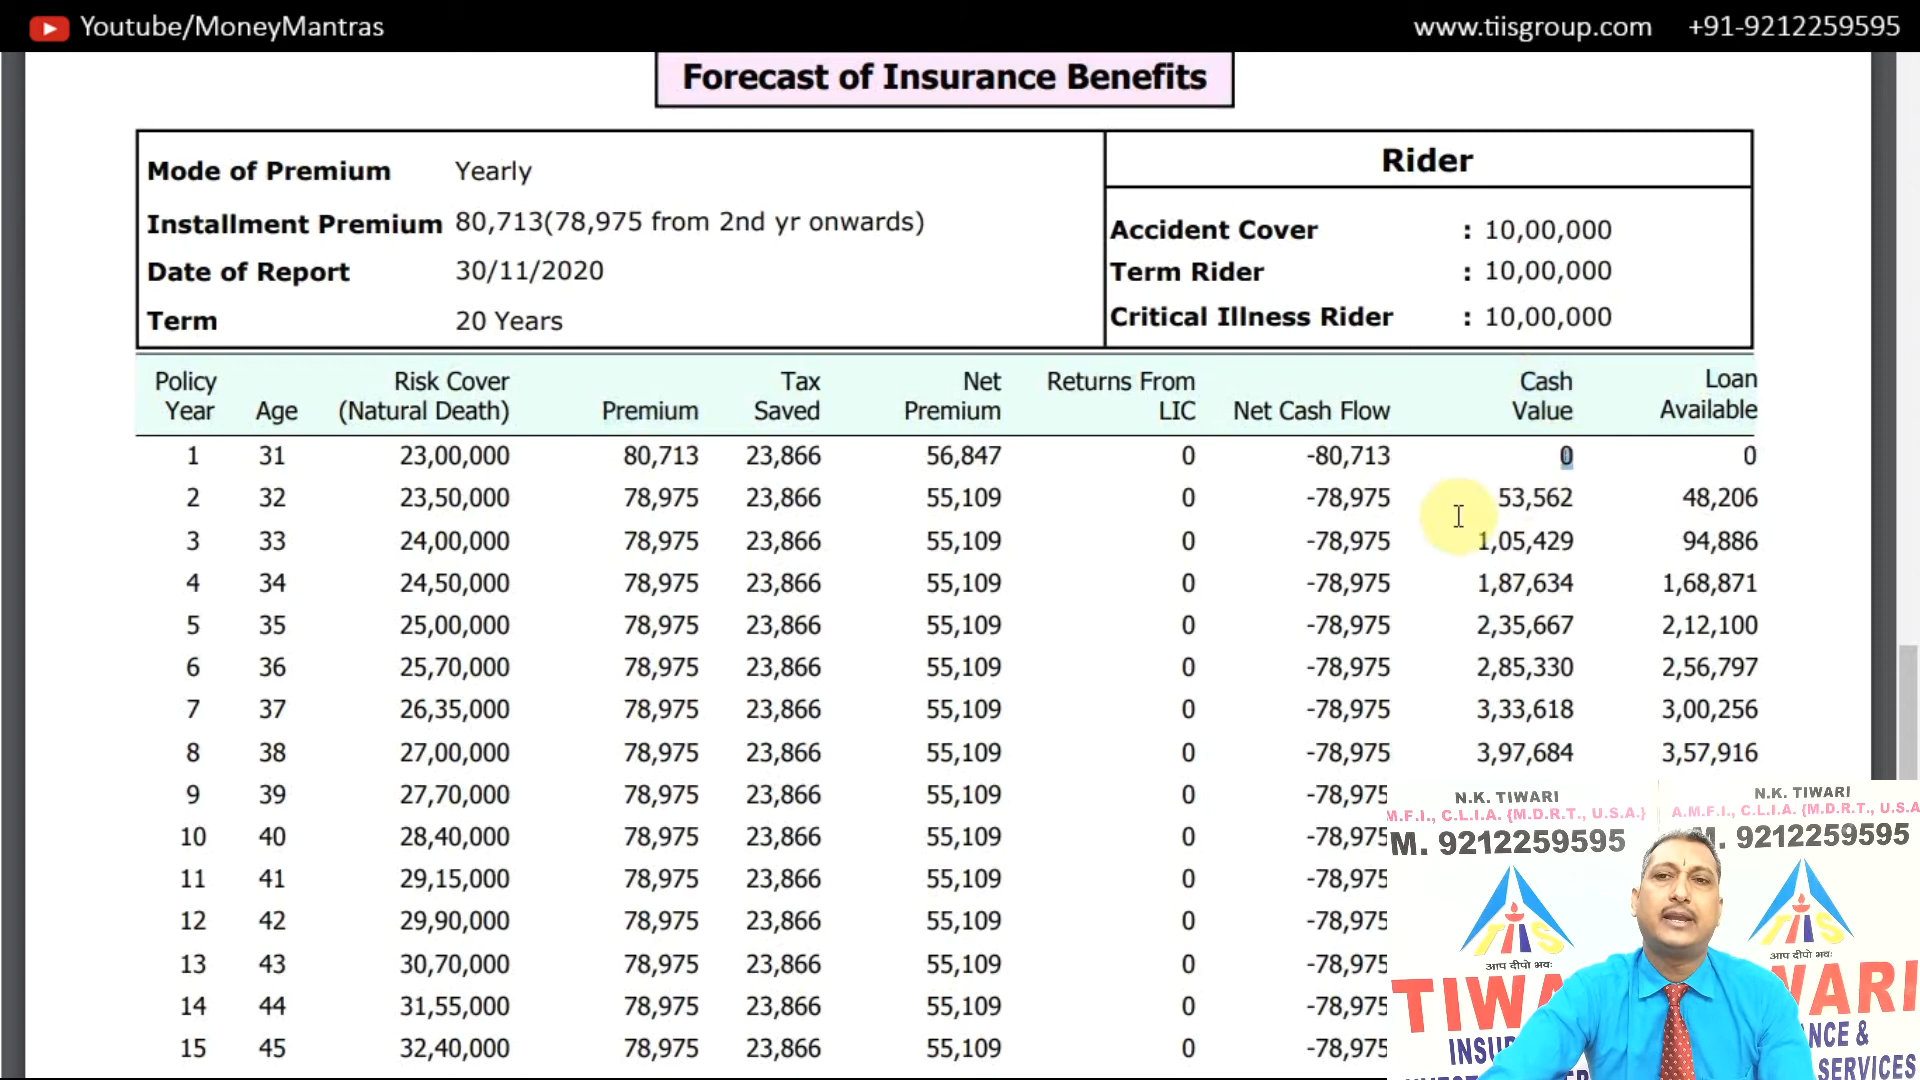 Youtube/MoneyMantras
www.tiisgroup.com +91-9212259595
Forecast of Insurance Benefits
Mode of Premium Yearly
Installment Premium 80,713(78,975 from 2nd yr onwards)
Date of Report 30/11/2020
Term 20 Years
Rider
Accident Cover : 10,00,000
Term Rider : 10,00,000
Critical Illness Rider : 10,00,000
Policy Year Age Risk Cover (Natural Death) Premium Tax Saved Net Premium Returns From LIC Net Cash Flow Cash Value Loan Available
1 31 23,00,000 80,713 23,866 56,847 0 -80,713 0 0
2 32 23,50,000 78,975 23,866 55,109 0 -78,975 53,562 48,206
3 33 24,00,000 78,975 23,866 55,109 0 -78,975 1,05,429 94,886
4 34 24,50,000 78,975 23,866 55,109 0 -78,975 1,87,634 1,68,871
5 35 25,00,000 78,975 23,866 55,109 0 -78,975 2,35,667 2,12,100
6 36 25,70,000 78,975 23,866 55,109 0 -78,975 2,85,330 2,56,797
7 37 26,35,000 78,975 23,866 55,109 0 -78,975 3,33,618 3,00,256
8 38 27,00,000 78,975 23,866 55,109 0 -78,975 3,97,684 3,57,916
9 39 27,70,000 78,975 23,866 55,109 0 -78,975
10 40 28,40,000 78,975 23,866 55,109 0 -78,975
11 41 29,15,000 78,975 23,866 55,109 0 -78,975
12 42 29,90,000 78,975 23,866 55,109 0 -78,975
13 43 30,70,000 78,975 23,866 55,109 0 -78,975
14 44 31,55,000 78,975 23,866 55,109 0 -78,975
15 45 32,40,000 78,975 23,866 55,109 0 -78,975
N.K. TIWARI
M.F.I., C.L.I.A. {M.D.R.T., U.S.A.}
M. 9212259595
TiiS
आप दीपो भवः
TIWA
INSU
N.K. TIWARI
A.M.F.I., C.L.I.A. {M.D.R.T., U.S.A
M. 9212259595
TiiS
आप दीपो भवः
WARI
NCE &
SERVICES